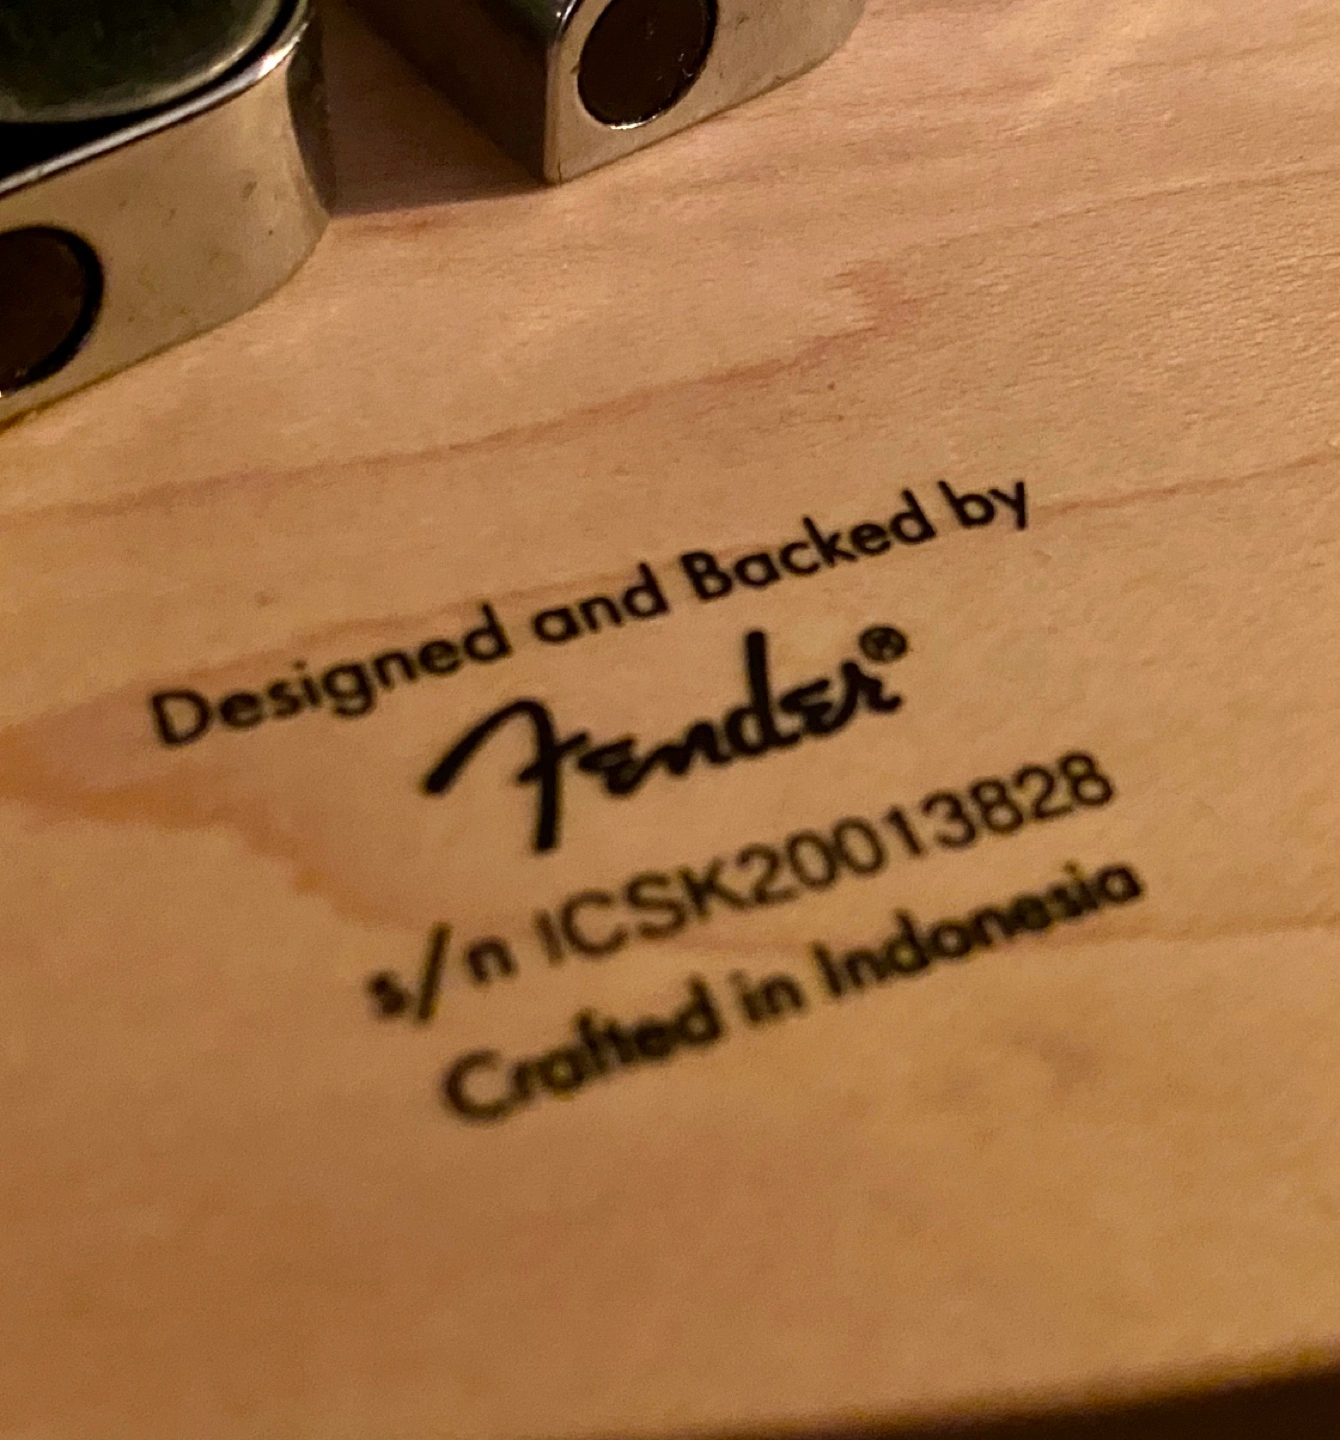 Designed and Backed by
Fender®
s/n ICSK20013828
Crafted in Indonesia